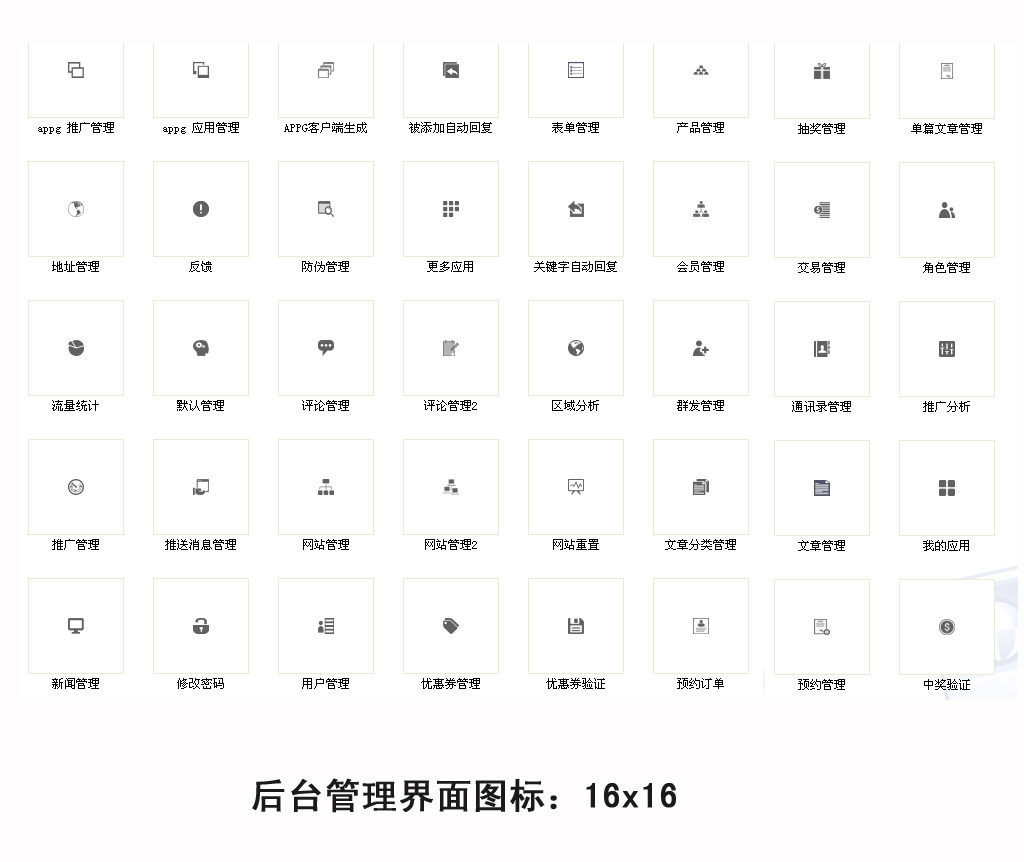 appg 推广管理 appg 应用管理 APPG客户端生成 被添加自动回复 表单管理 产品管理 抽奖管理 单篇文章管理
地址管理 反馈 防伪管理 更多应用 关键字自动回复 会员管理 交易管理 角色管理
流量统计 默认管理 评论管理 评论管理2 区域分析 群发管理 通讯录管理 推广分析
推广管理 推送消息管理 网站管理 网站管理2 网站重置 文章分类管理 文章管理 我的应用
新闻管理 修改密码 用户管理 优惠券管理 优惠券验证 预约订单 预约管理 中奖验证
后台管理界面图标：16x16